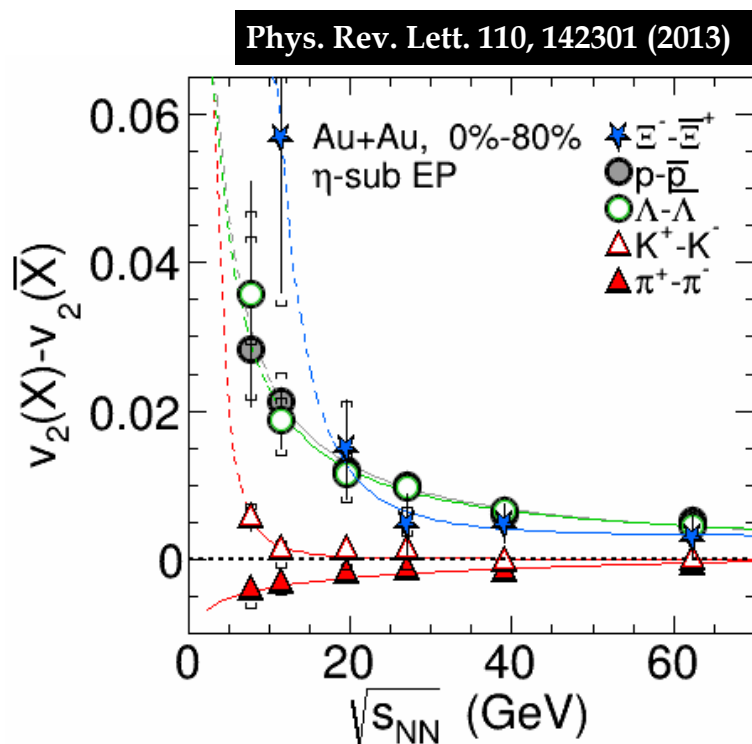 Phys. Rev. Lett. 110, 142301 (2013)
Au+Au, 0%-80%
η-sub EP
Ξ⁻-Ξ̅⁺
p-p̅
Λ-Λ̅
K⁺-K⁻
π⁺-π⁻
v₂(X)-v₂(X̅)
0.06
0.04
0.02
0
0 20 40 60
√s_NN (GeV)